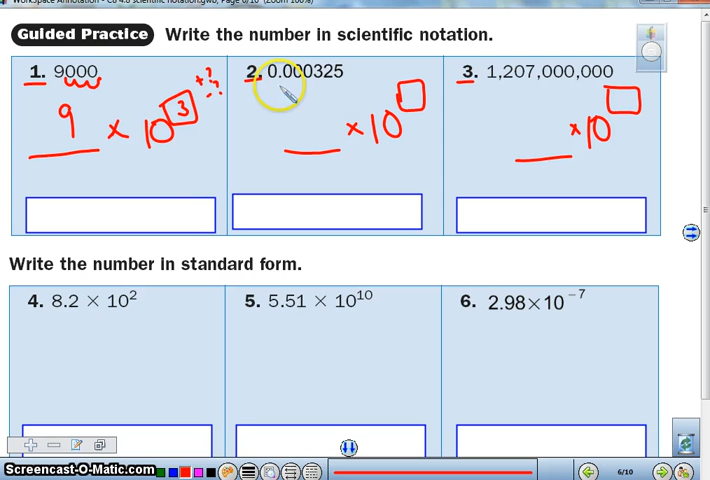 WorkSpace Annotation - C8 4.8 scientific notation.gwb, Page 6/10* (Zoom 100%)
Guided Practice Write the number in scientific notation.
1. 9000
+?
-?
9 × 10 3
2. 0.000325
× 10
3. 1,207,000,000
× 10
Write the number in standard form.
4. 8.2 × 10²
5. 5.51 × 10¹⁰
6. 2.98×10⁻⁷
Screencast-O-Matic.com
6/10